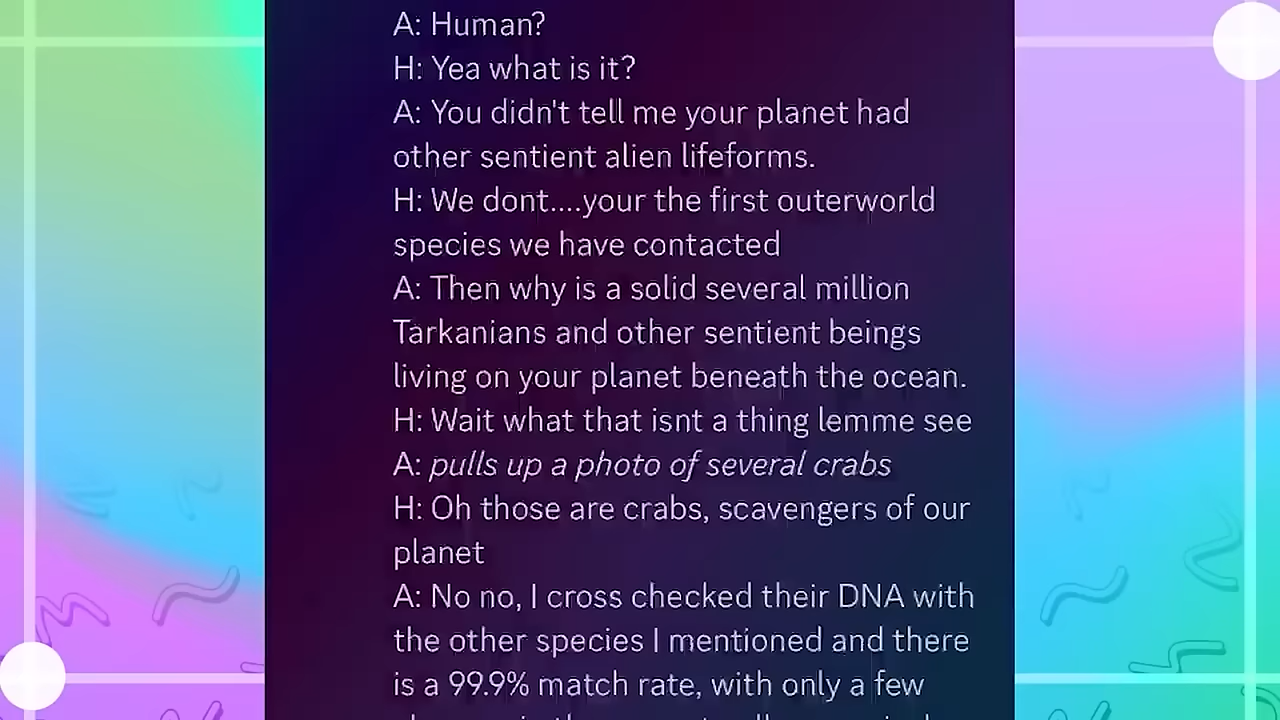 A: Human?
H: Yea what is it?
A: You didn't tell me your planet had
other sentient alien lifeforms.
H: We dont....your the first outerworld
species we have contacted
A: Then why is a solid several million
Tarkanians and other sentient beings
living on your planet beneath the ocean.
H: Wait what that isnt a thing lemme see
A: pulls up a photo of several crabs
H: Oh those are crabs, scavengers of our
planet
A: No no, I cross checked their DNA with
the other species I mentioned and there
is a 99.9% match rate, with only a few